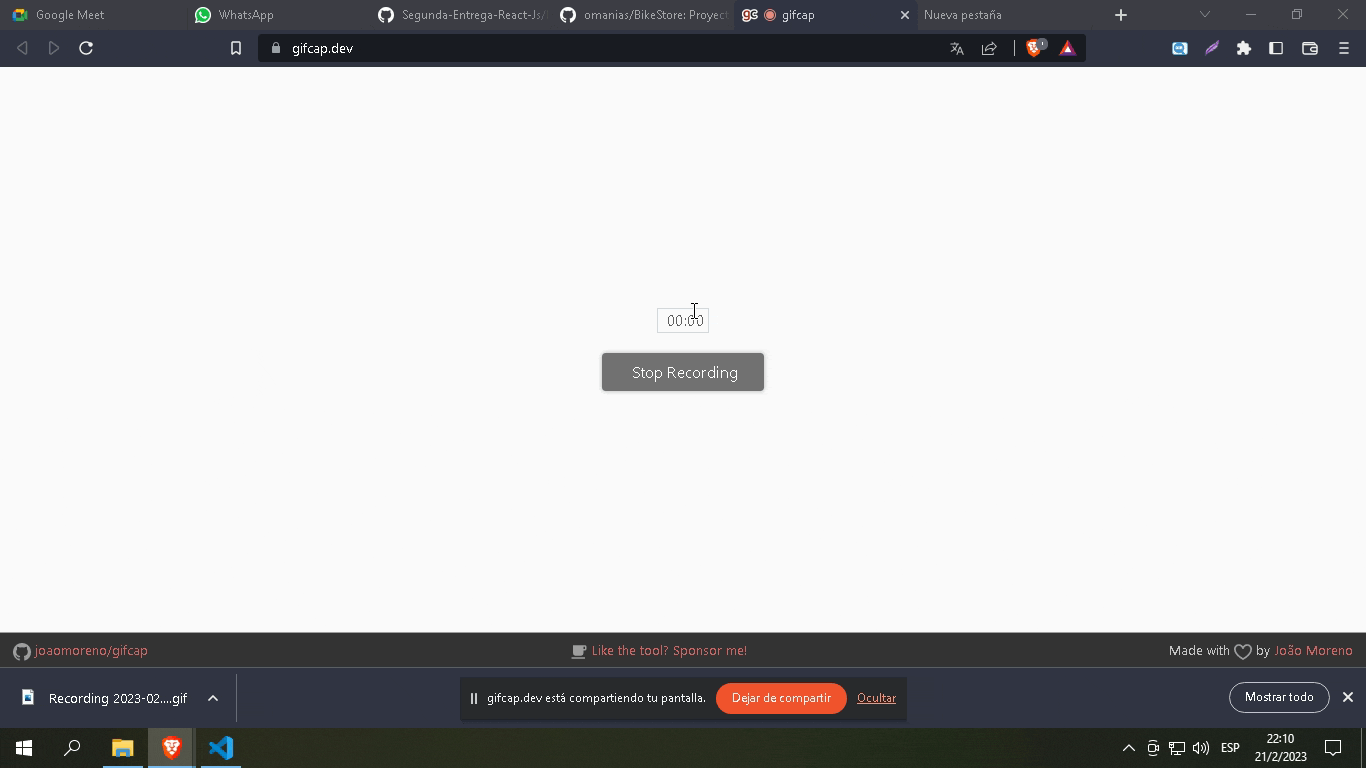 Google Meet
WhatsApp
Segunda-Entrega-React-Js/
omanias/BikeStore: Proyect
gc gifcap
Nueva pestaña
gifcap.dev
1
00:00
Stop Recording
joaomoreno/gifcap
Like the tool? Sponsor me!
Made with by João Moreno
Recording 2023-02....gif
gifcap.dev está compartiendo tu pantalla.
Dejar de compartir
Ocultar
Mostrar todo
ESP
22:10
21/2/2023